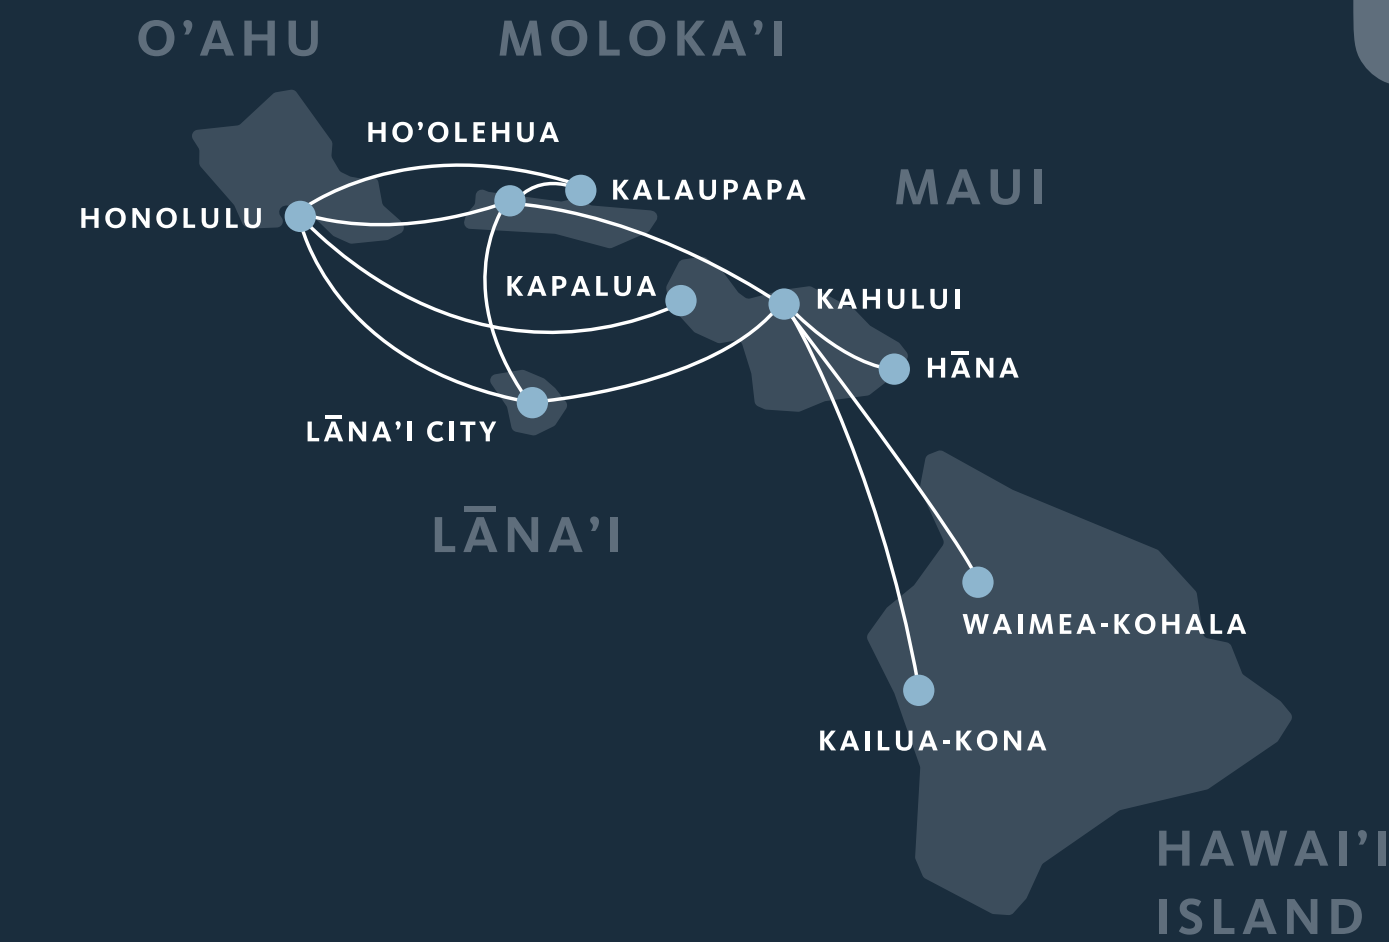 O’AHU
MOLOKA’I
HO’OLEHUA
KALAUPAPA
MAUI
HONOLULU
KAPALUA
KAHULUI
HĀNA
LĀNA’I CITY
LĀNA’I
WAIMEA-KOHALA
KAILUA-KONA
HAWAI’I
ISLAND